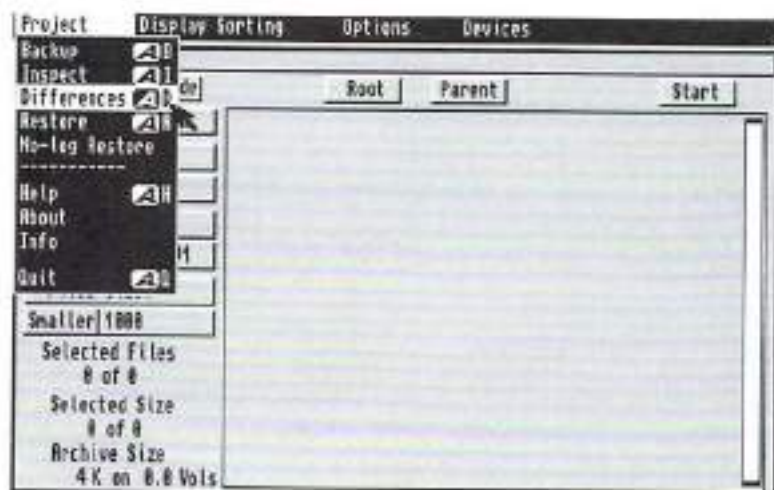 Project Display Sorting Options Devices
Backup A B
Inspect A I
Differences A D
Restore A R
No-log Restore
------------
Help A H
About
Info
Quit A Q
Root Parent Start
Smaller 1000
Selected Files
0 of 0
Selected Size
0 of 0
Archive Size
4K on 0.0 Vols